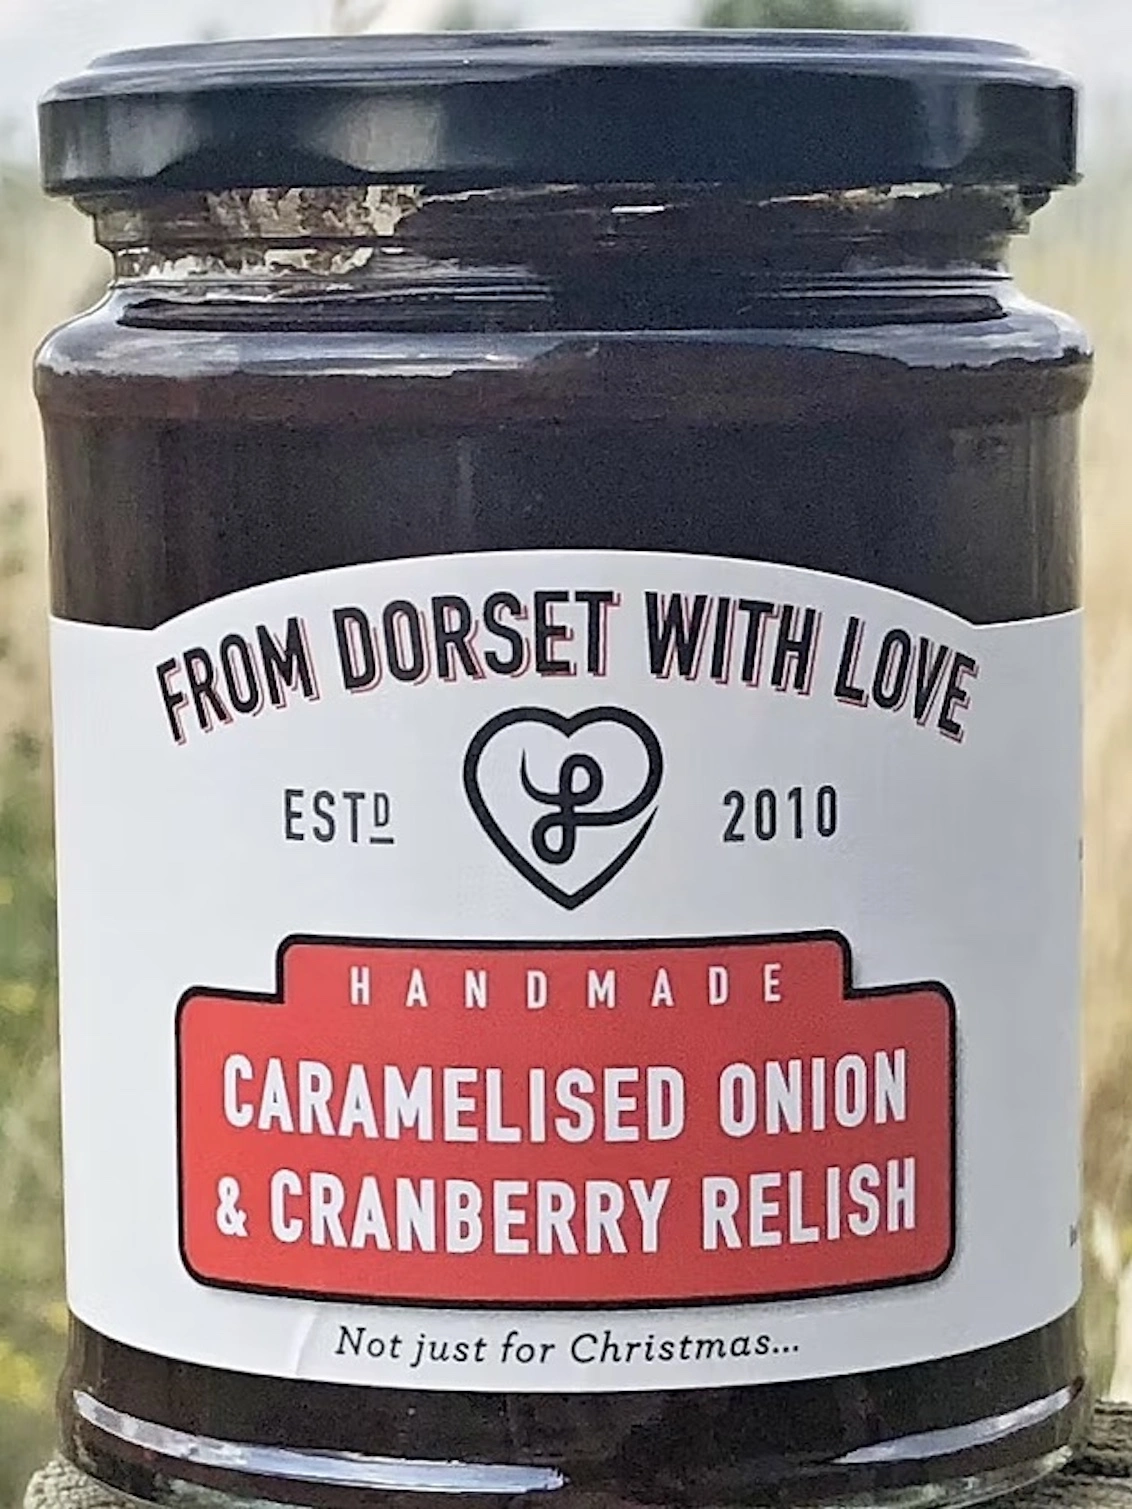 FROM DORSET WITH LOVE
ESTD 2010
HANDMADE
CARAMELISED ONION
& CRANBERRY RELISH
Not just for Christmas...